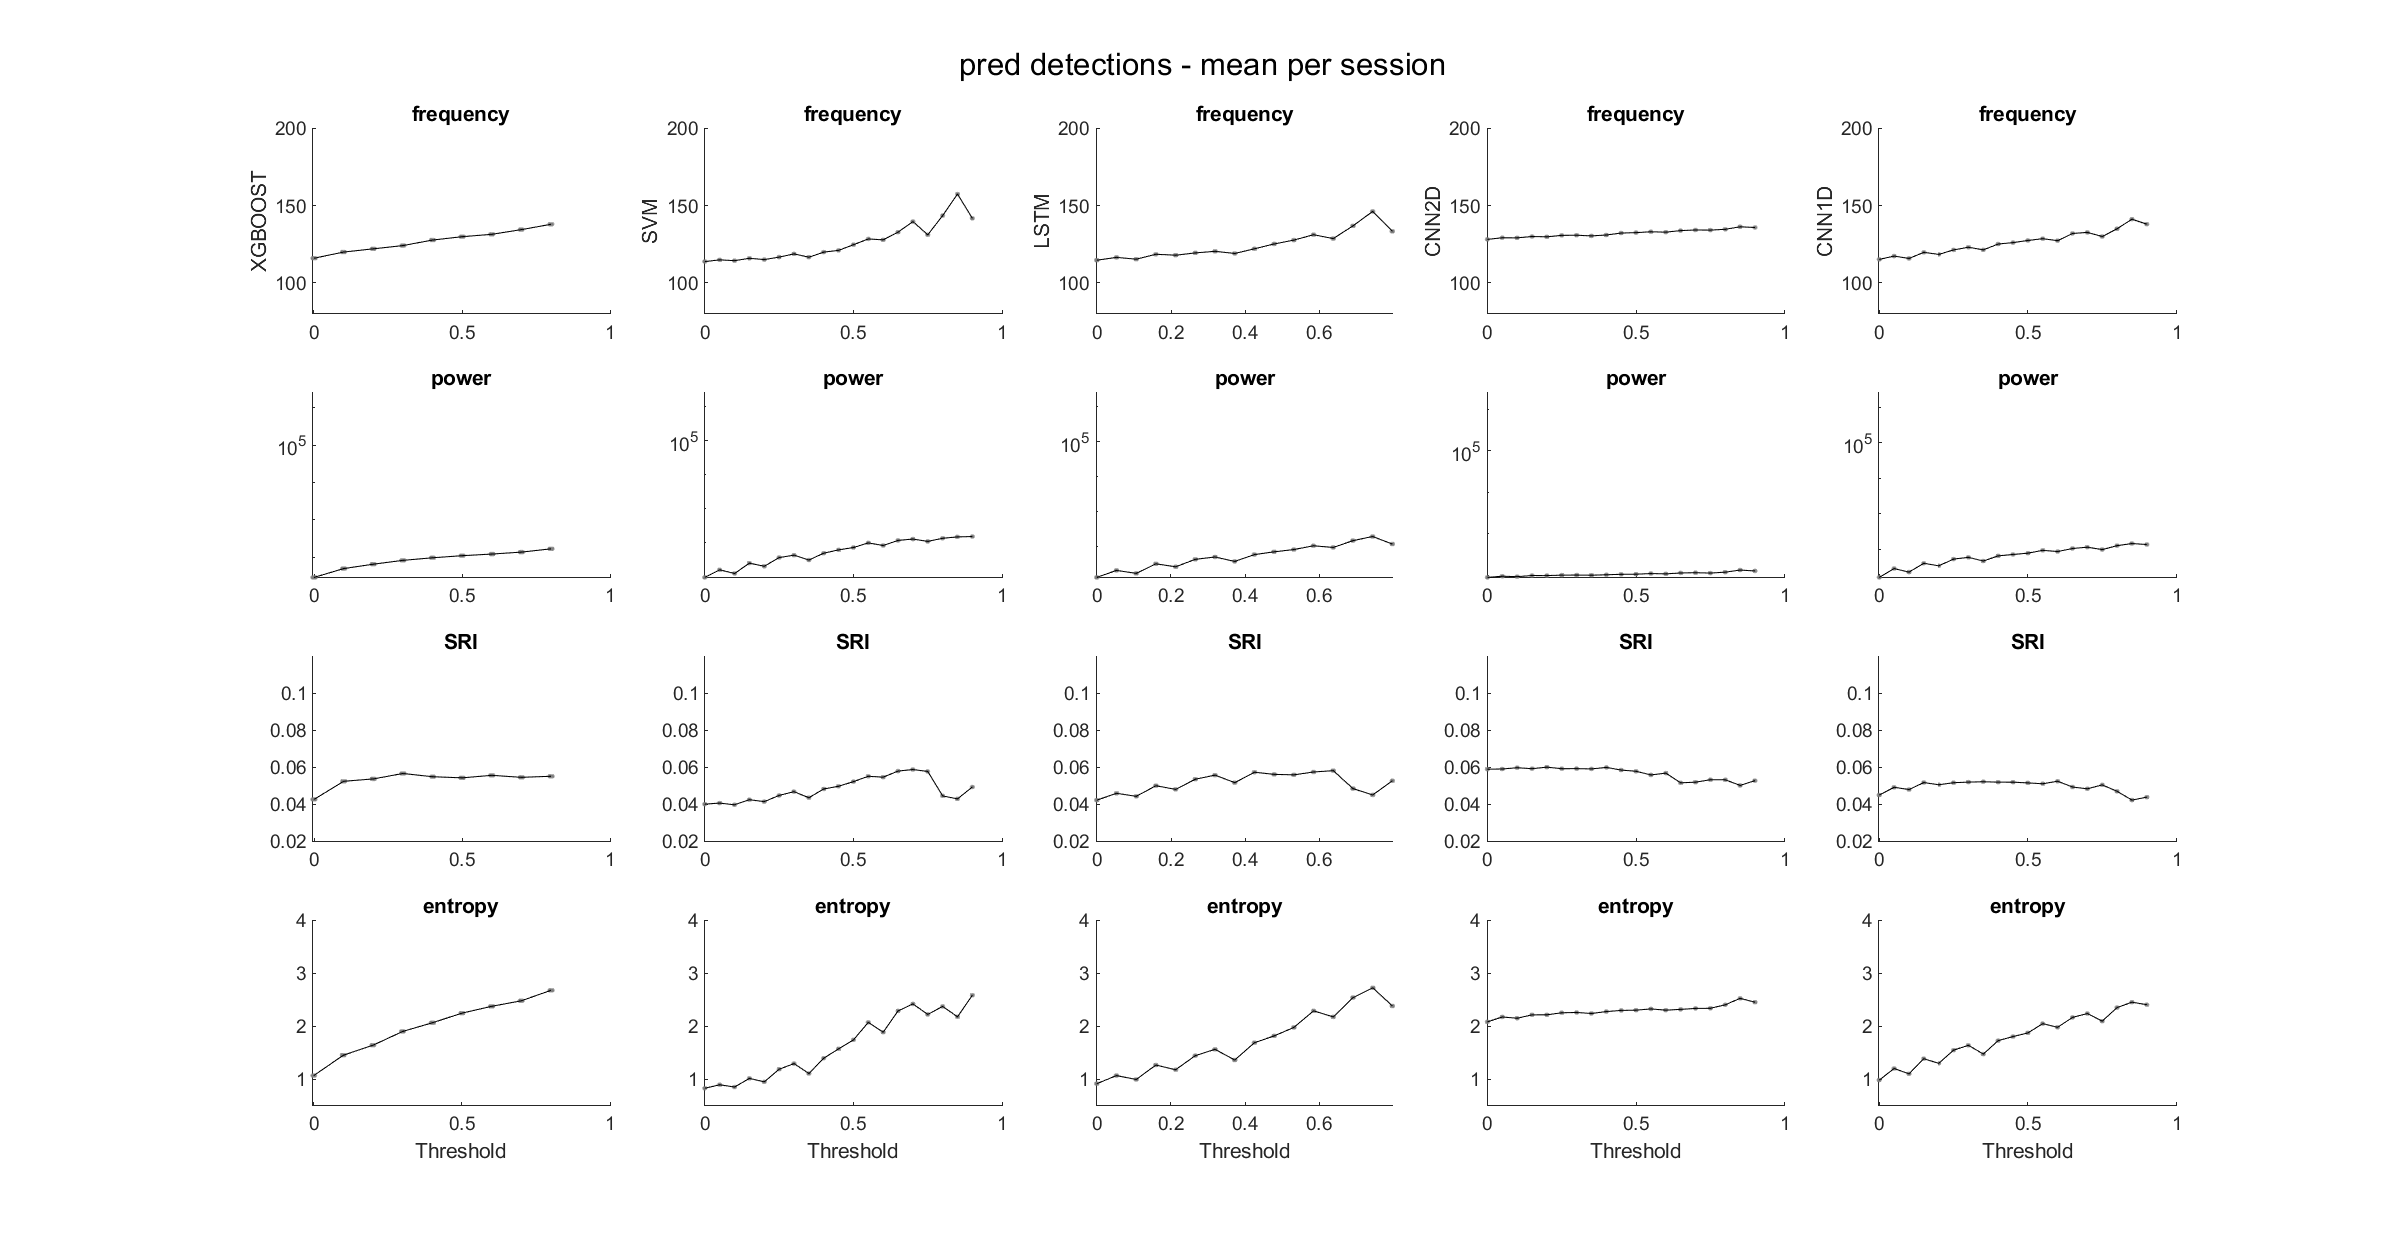 pred detections - mean per session
frequency frequency frequency frequency frequency
XGBOOST SVM LSTM CNN2D CNN1D
200 200 200 200 200
150 150 150 150 150
100 100 100 100 100
0 0.5 1 0 0.5 1 0 0.2 0.4 0.6 0 0.5 1 0 0.5 1
power power power power power
10^5 10^5 10^5 10^5 10^5
0 0.5 1 0 0.5 1 0 0.2 0.4 0.6 0 0.5 1 0 0.5 1
SRI SRI SRI SRI SRI
0.1 0.1 0.1 0.1 0.1
0.08 0.08 0.08 0.08 0.08
0.06 0.06 0.06 0.06 0.06
0.04 0.04 0.04 0.04 0.04
0.02 0.02 0.02 0.02 0.02
0 0.5 1 0 0.5 1 0 0.2 0.4 0.6 0 0.5 1 0 0.5 1
entropy entropy entropy entropy entropy
4 4 4 4 4
3 3 3 3 3
2 2 2 2 2
1 1 1 1 1
0 0.5 1 0 0.5 1 0 0.2 0.4 0.6 0 0.5 1 0 0.5 1
Threshold Threshold Threshold Threshold Threshold